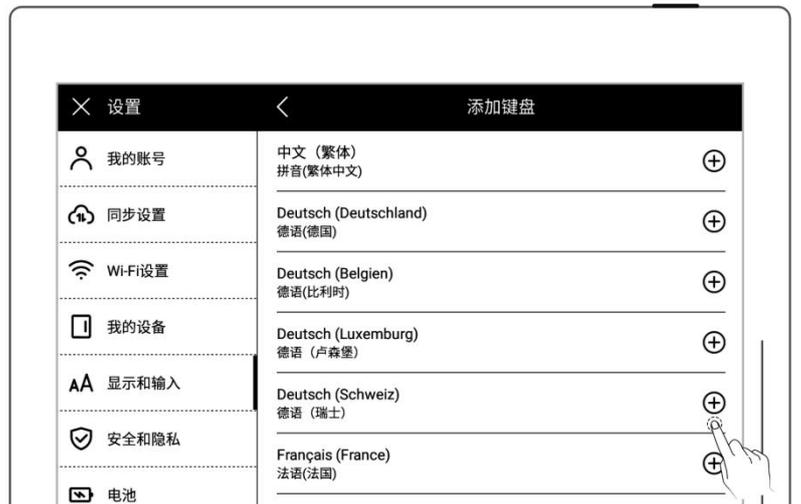 设置
添加键盘
我的账号
同步设置
Wi-Fi设置
我的设备
显示和输入
安全和隐私
电池
中文（繁体）
拼音(繁体中文)
Deutsch (Deutschland)
德语(德国)
Deutsch (Belgien)
德语(比利时)
Deutsch (Luxemburg)
德语（卢森堡）
Deutsch (Schweiz)
德语（瑞士）
Français (France)
法语(法国)